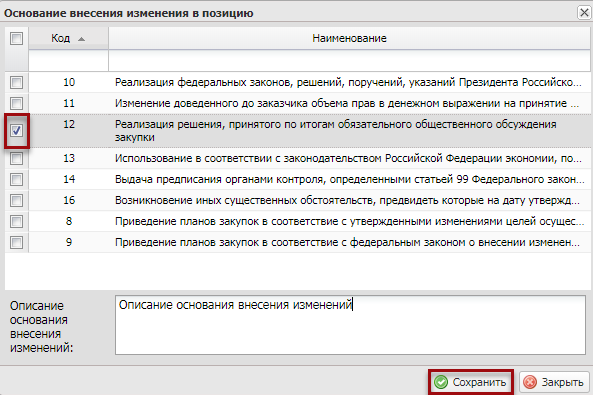 Основание внесения изменения в позицию
Код Наименование
10 Реализация федеральных законов, решений, поручений, указаний Президента Российско...
11 Изменение доведенного до заказчика объема прав в денежном выражении на принятие ...
12 Реализация решения, принятого по итогам обязательного общественного обсуждения
закупки
13 Использование в соответствии с законодательством Российской Федерации экономии, по...
14 Выдача предписания органами контроля, определенными статьей 99 Федерального закон...
16 Возникновение иных существенных обстоятельств, предвидеть которые на дату утвержд...
8 Приведение планов закупок в соответствие с утвержденными изменениями целей осущес...
9 Приведение планов закупок в соответствие с федеральным законом о внесении изменен...
Описание
основания
внесения
изменений:
Описание основания внесения изменений
Сохранить Закрыть